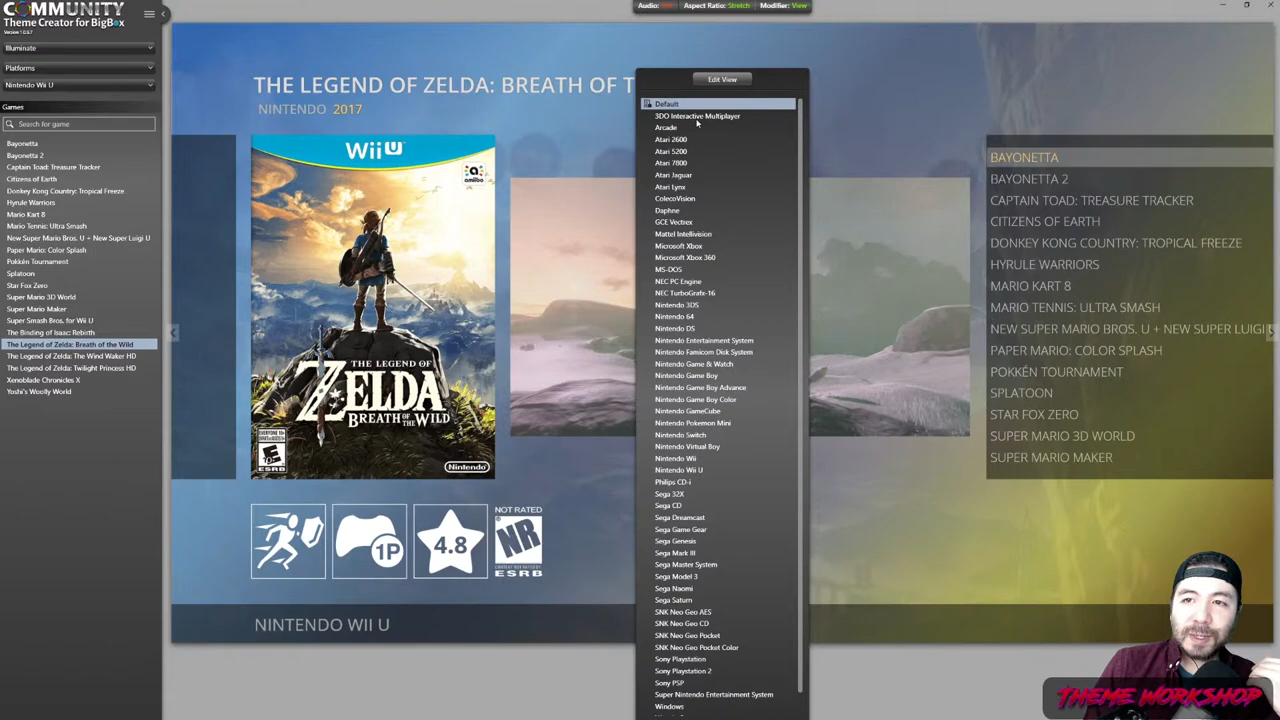 COMMUNITY
Theme Creator for BigBox
Version 1.0.5.7
Illuminate
Platforms
Nintendo Wii U
Games
Search for game
Bayonetta
Bayonetta 2
Captain Toad: Treasure Tracker
Citizens of Earth
Donkey Kong Country: Tropical Freeze
Hyrule Warriors
Mario Kart 8
Mario Tennis: Ultra Smash
New Super Mario Bros. U + New Super Luigi U
Paper Mario: Color Splash
Pokkén Tournament
Splatoon
Star Fox Zero
Super Mario 3D World
Super Mario Maker
Super Smash Bros. for Wii U
The Binding of Isaac: Rebirth
The Legend of Zelda: Breath of the Wild
The Legend of Zelda: The Wind Waker HD
The Legend of Zelda: Twilight Princess HD
Xenoblade Chronicles X
Yoshi's Woolly World
Audio:
Aspect Ratio: Stretch
Modifier: View
THE LEGEND OF ZELDA: BREATH OF T
NINTENDO 2017
Wii U
amiibo
THE LEGEND OF
ZELDA
BREATH OF THE WILD
EVERYONE 10+
E
ESRB
Nintendo
1P
4.8
NOT RATED
NR
ESRB
NINTENDO WII U
Edit View
Default
3DO Interactive Multiplayer
Arcade
Atari 2600
Atari 5200
Atari 7800
Atari Jaguar
Atari Lynx
ColecoVision
Daphne
GCE Vectrex
Mattel Intellivision
Microsoft Xbox
Microsoft Xbox 360
MS-DOS
NEC PC Engine
NEC TurboGrafx-16
Nintendo 3DS
Nintendo 64
Nintendo DS
Nintendo Entertainment System
Nintendo Famicom Disk System
Nintendo Game & Watch
Nintendo Game Boy
Nintendo Game Boy Advance
Nintendo Game Boy Color
Nintendo GameCube
Nintendo Pokemon Mini
Nintendo Switch
Nintendo Virtual Boy
Nintendo Wii
Nintendo Wii U
Philips CD-i
Sega 32X
Sega CD
Sega Dreamcast
Sega Game Gear
Sega Genesis
Sega Mark III
Sega Master System
Sega Model 3
Sega Naomi
Sega Saturn
SNK Neo Geo AES
SNK Neo Geo CD
SNK Neo Geo Pocket
SNK Neo Geo Pocket Color
Sony Playstation
Sony Playstation 2
Sony PSP
Super Nintendo Entertainment System
Windows
BAYONETTA
BAYONETTA 2
CAPTAIN TOAD: TREASURE TRACKER
CITIZENS OF EARTH
DONKEY KONG COUNTRY: TROPICAL FREEZE
HYRULE WARRIORS
MARIO KART 8
MARIO TENNIS: ULTRA SMASH
NEW SUPER MARIO BROS. U + NEW SUPER LUIGI
PAPER MARIO: COLOR SPLASH
POKKÉN TOURNAMENT
SPLATOON
STAR FOX ZERO
SUPER MARIO 3D WORLD
SUPER MARIO MAKER
THEME WORKSHOP